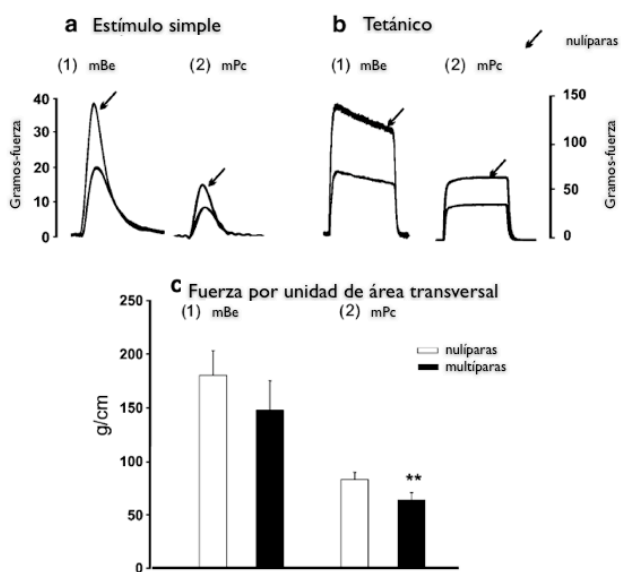 a Estímulo simple
b Tetánico
nulíparas
(1) mBe
(2) mPc
(1) mBe
(2) mPc
Gramos-fuerza
40
30
20
10
0
150
100
50
0
Gramos-fuerza
c Fuerza por unidad de área transversal
(1) mBe
(2) mPc
nulíparas
multíparas
g/cm
250
200
150
100
50
0
**